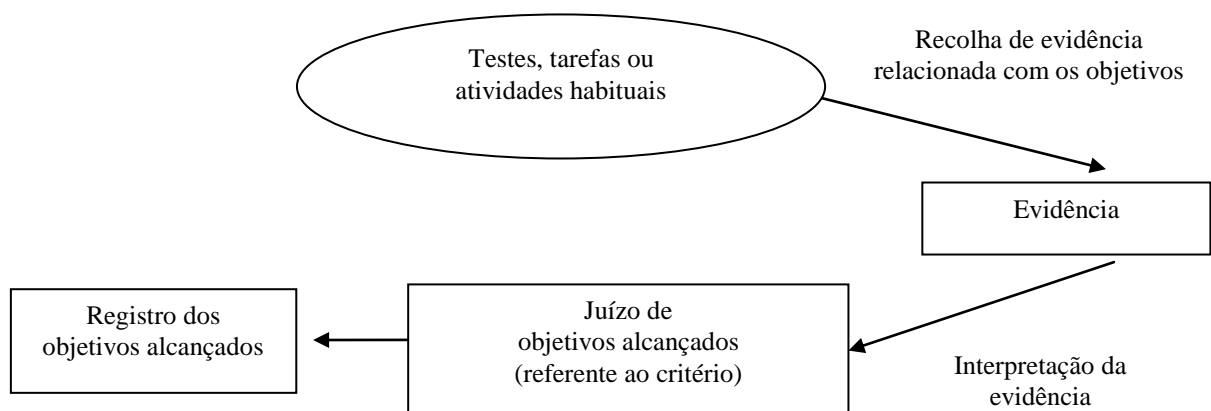 Testes, tarefas ou
atividades habituais
Recolha de evidência
relacionada com os objetivos
Evidência
Interpretação da
evidência
Juízo de
objetivos alcançados
(referente ao critério)
Registro dos
objetivos alcançados